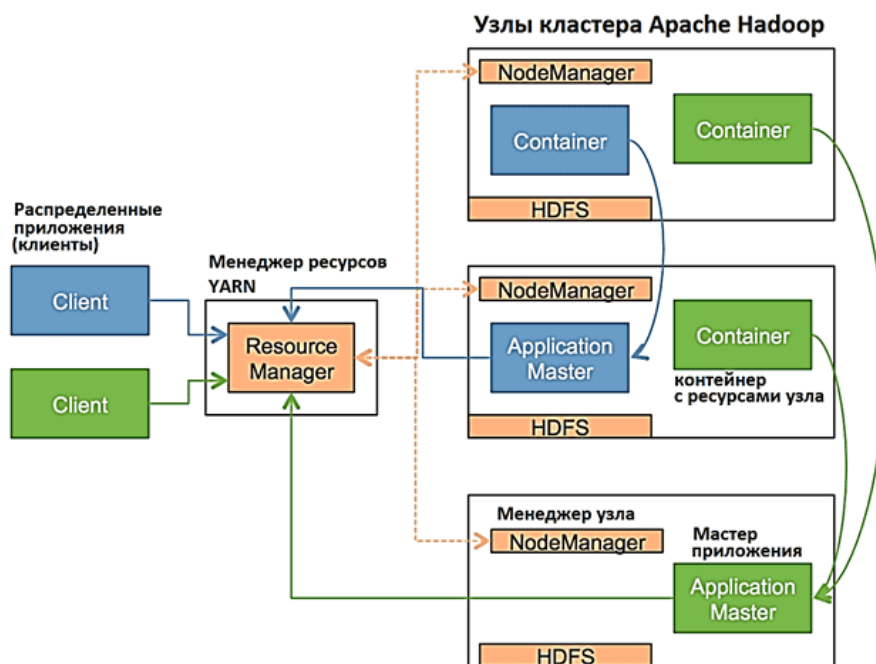 Узлы кластера Apache Hadoop
NodeManager
Container
Container
HDFS
Распределенные
приложения
(клиенты)
Client
Client
Менеджер ресурсов
YARN
Resource
Manager
NodeManager
Application
Master
Container
контейнер
с ресурсами узла
HDFS
Менеджер узла
NodeManager
Мастер
приложения
Application
Master
HDFS